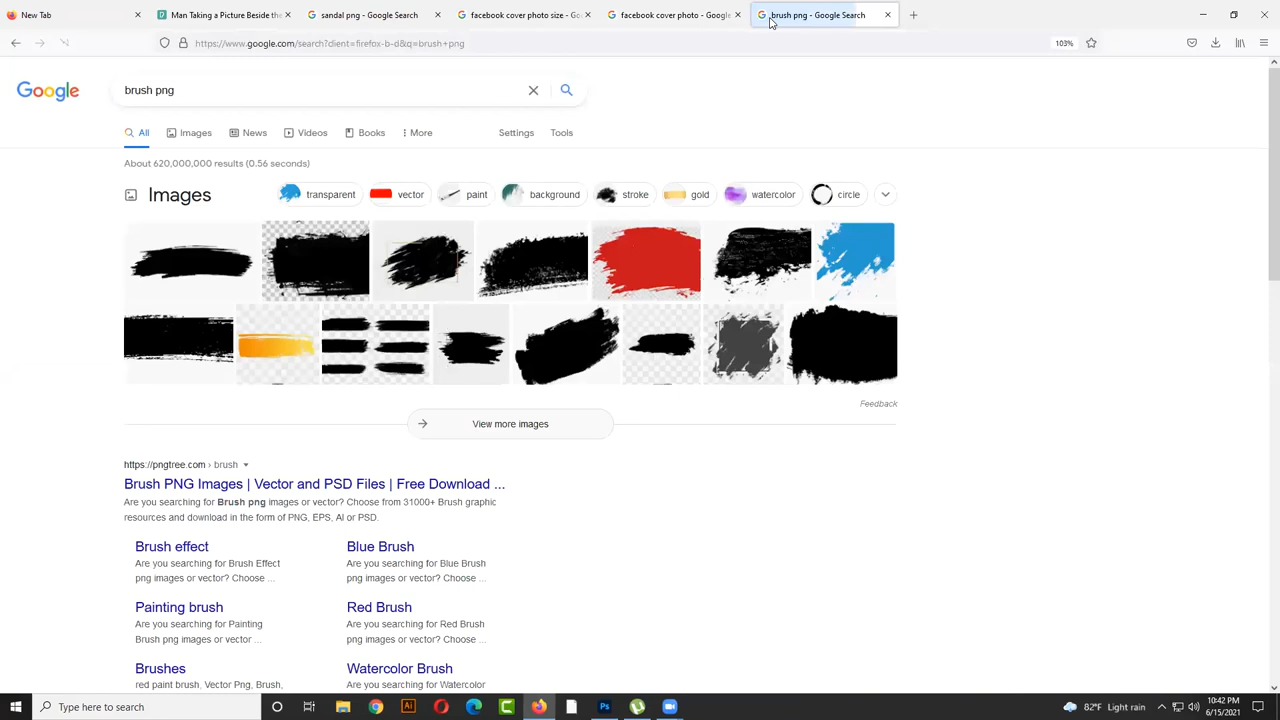 New Tab
Man Taking a Picture Beside the
sandal png - Google Search
facebook cover photo size - Go
facebook cover photo - Google
brush png - Google Search
https://www.google.com/search?client=firefox-b-d&q=brush+png
103%
Google
brush png
All
Images
News
Videos
Books
More
Settings
Tools
About 620,000,000 results (0.56 seconds)
Images
transparent
vector
paint
background
stroke
gold
watercolor
circle
Feedback
View more images
https://pngtree.com › brush
Brush PNG Images | Vector and PSD Files | Free Download ...
Are you searching for Brush png images or vector? Choose from 31000+ Brush graphic
resources and download in the form of PNG, EPS, AI or PSD.
Brush effect
Are you searching for Brush Effect
png images or vector? Choose ...
Blue Brush
Are you searching for Blue Brush
png images or vector? Choose ...
Painting brush
Are you searching for Painting
Brush png images or vector ...
Red Brush
Are you searching for Red Brush
png images or vector? Choose ...
Brushes
red paint brush, Vector Png, Brush,
Watercolor Brush
Are you searching for Watercolor
Type here to search
Ai
Ps
82°F Light rain
10:42 PM
6/15/2021